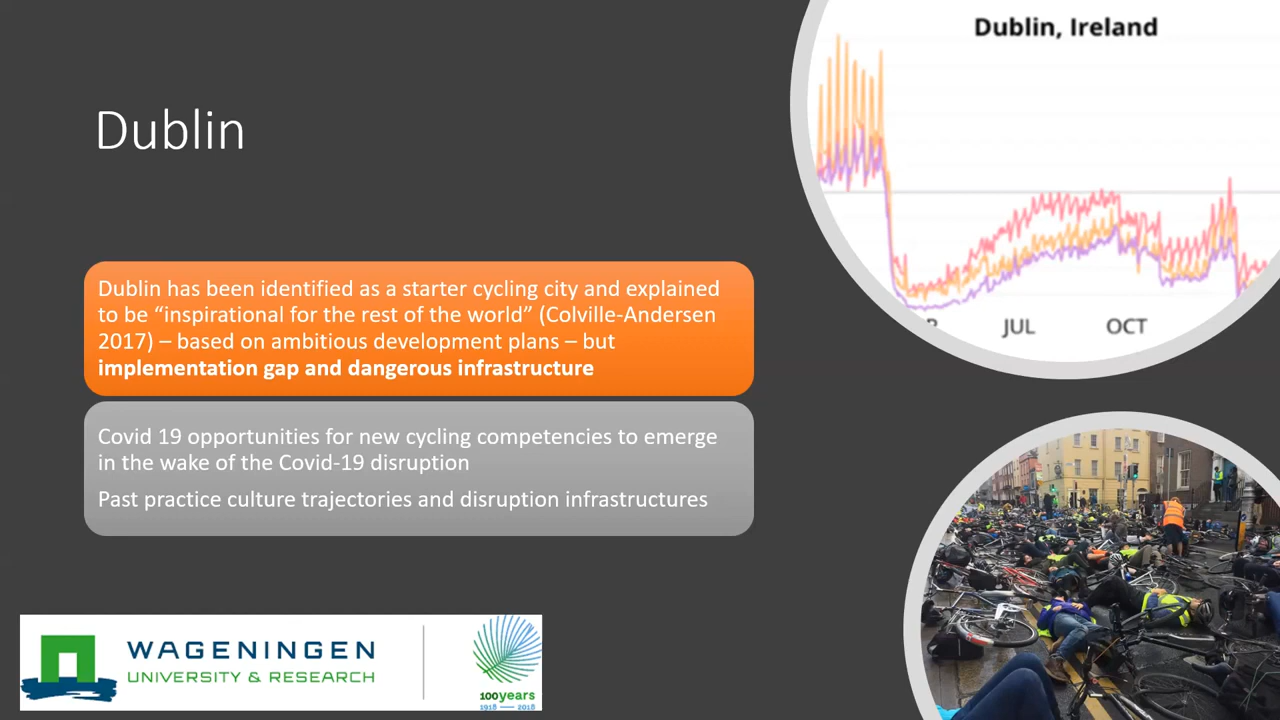 Dublin, Ireland
Dublin
Dublin has been identified as a starter cycling city and explained
to be “inspirational for the rest of the world” (Colville-Andersen
2017) – based on ambitious development plans – but
implementation gap and dangerous infrastructure
JUL OCT
Covid 19 opportunities for new cycling competencies to emerge
in the wake of the Covid-19 disruption
Past practice culture trajectories and disruption infrastructures
WAGENINGEN
UNIVERSITY & RESEARCH
100years
1918 — 2018